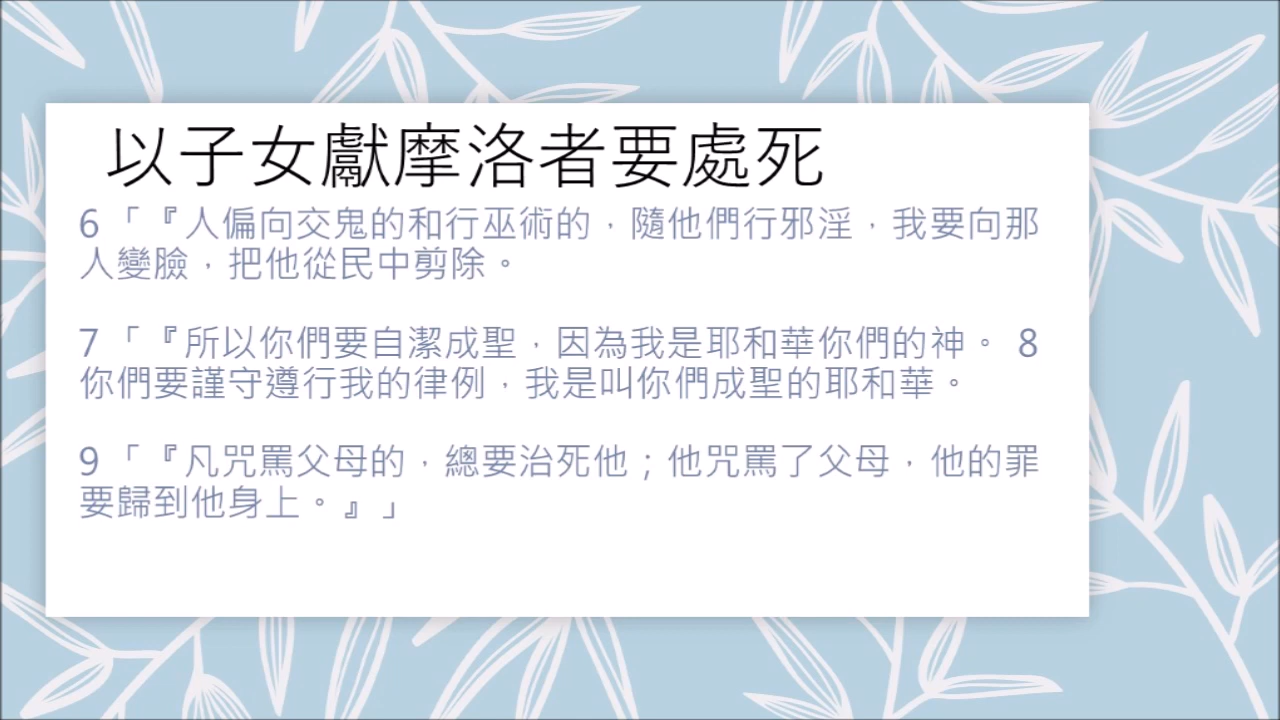 以子女獻摩洛者要處死
6「『人偏向交鬼的和行巫術的，隨他們行邪淫，我要向那
人變臉，把他從民中剪除。
7「『所以你們要自潔成聖，因為我是耶和華你們的神。 8
你們要謹守遵行我的律例，我是叫你們成聖的耶和華。
9「『凡咒罵父母的，總要治死他；他咒罵了父母，他的罪
要歸到他身上。』」